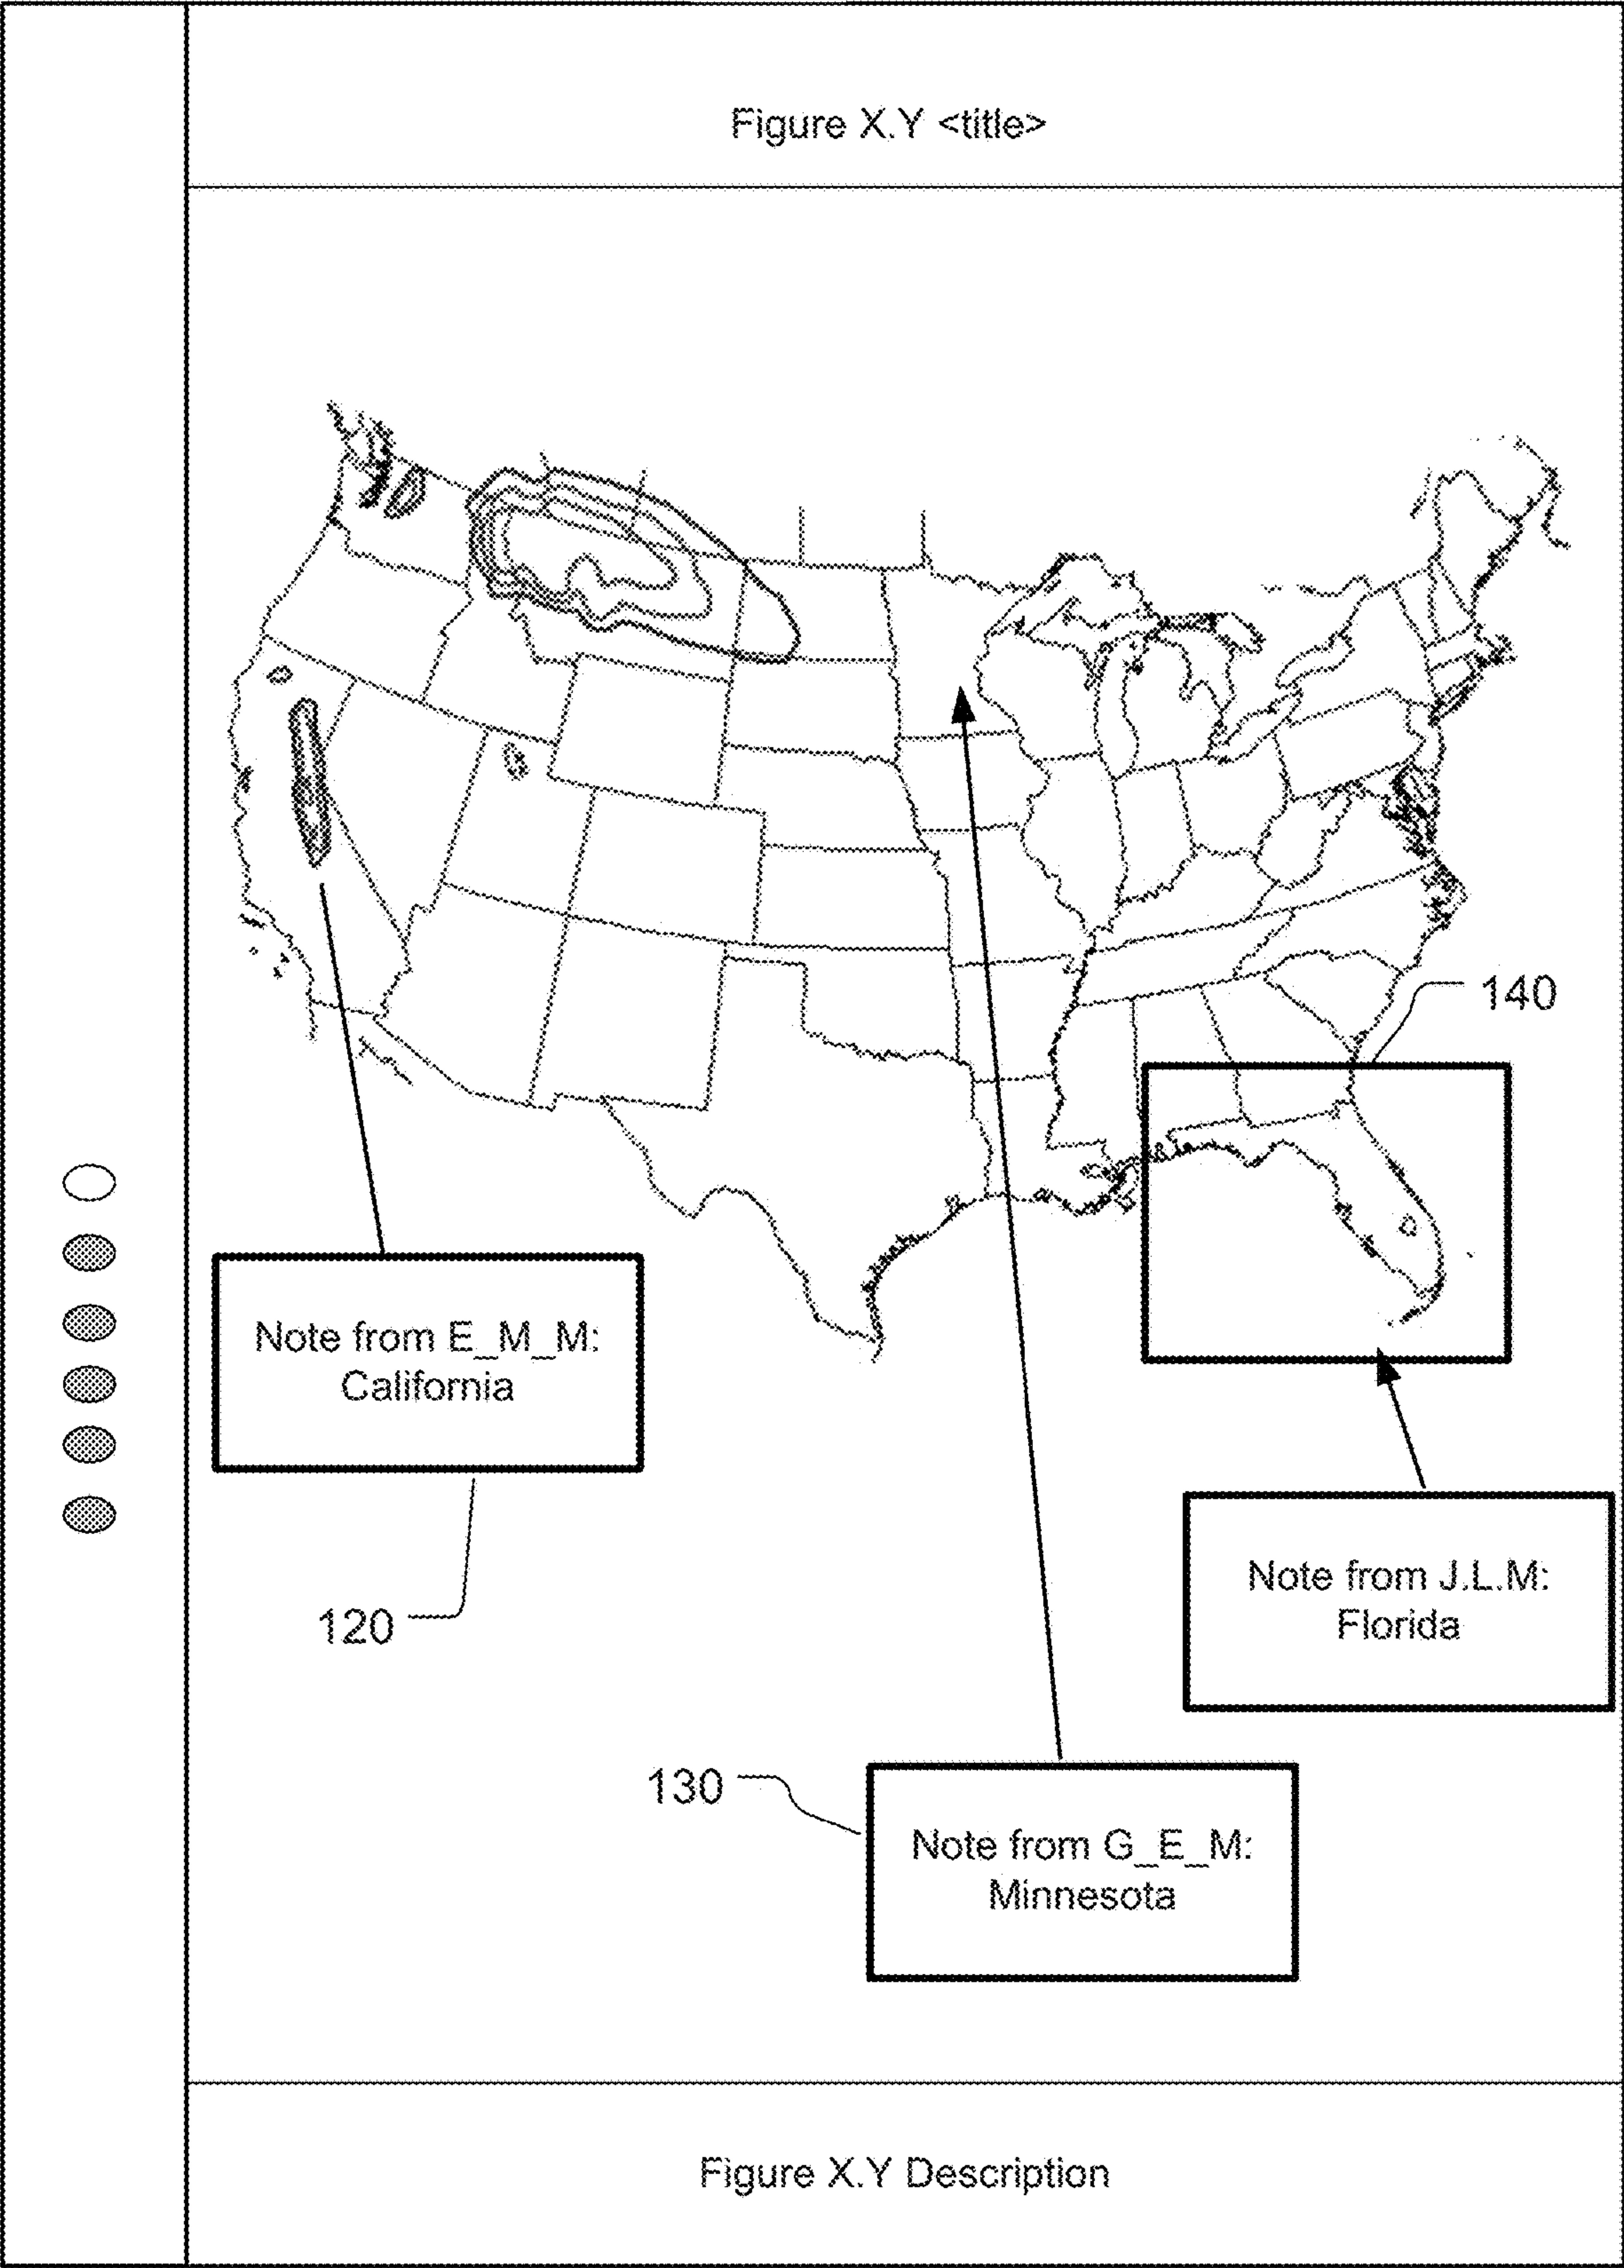 Figure X.Y <title>
140
Note from E_M_M:
California
120
Note from J.L.M:
Florida
130
Note from G_E_M:
Minnesota
Figure X.Y Description